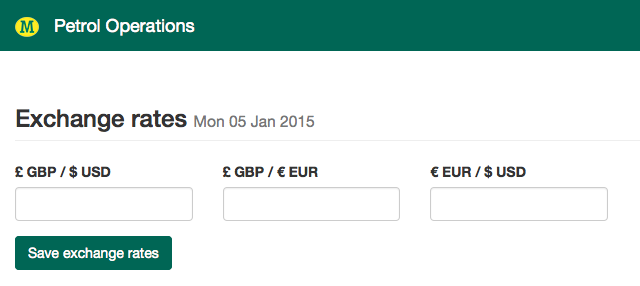 M Petrol Operations
Exchange rates Mon 05 Jan 2015
£ GBP / $ USD £ GBP / € EUR € EUR / $ USD
Save exchange rates